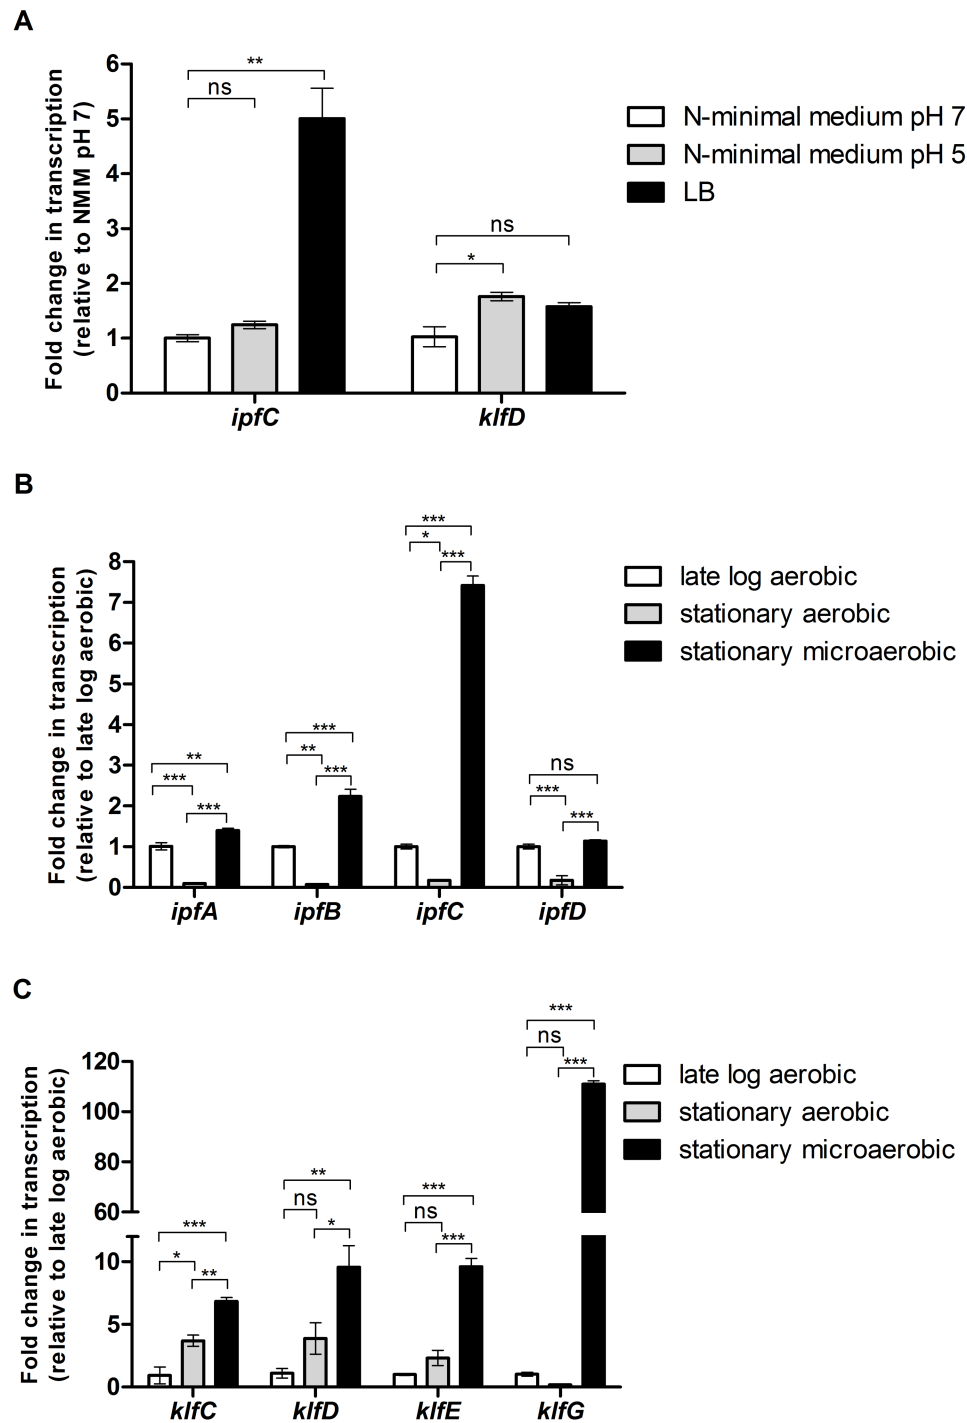 A
Fold change in transcription
(relative to NMM pH 7)
6
5
4
3
2
1
0
**
ns
ns
*
ipfC
klfD
N-minimal medium pH 7
N-minimal medium pH 5
LB
B
Fold change in transcription
(relative to late log aerobic)
8
7
6
5
4
3
2
1
0
**
***
***
***
**
***
***
*
***
ns
***
***
ipfA
ipfB
ipfC
ipfD
late log aerobic
stationary aerobic
stationary microaerobic
C
Fold change in transcription
(relative to late log aerobic)
120
100
80
60
10
5
0
***
*
**
**
ns
*
***
ns
***
***
ns
***
klfC
klfD
klfE
klfG
late log aerobic
stationary aerobic
stationary microaerobic